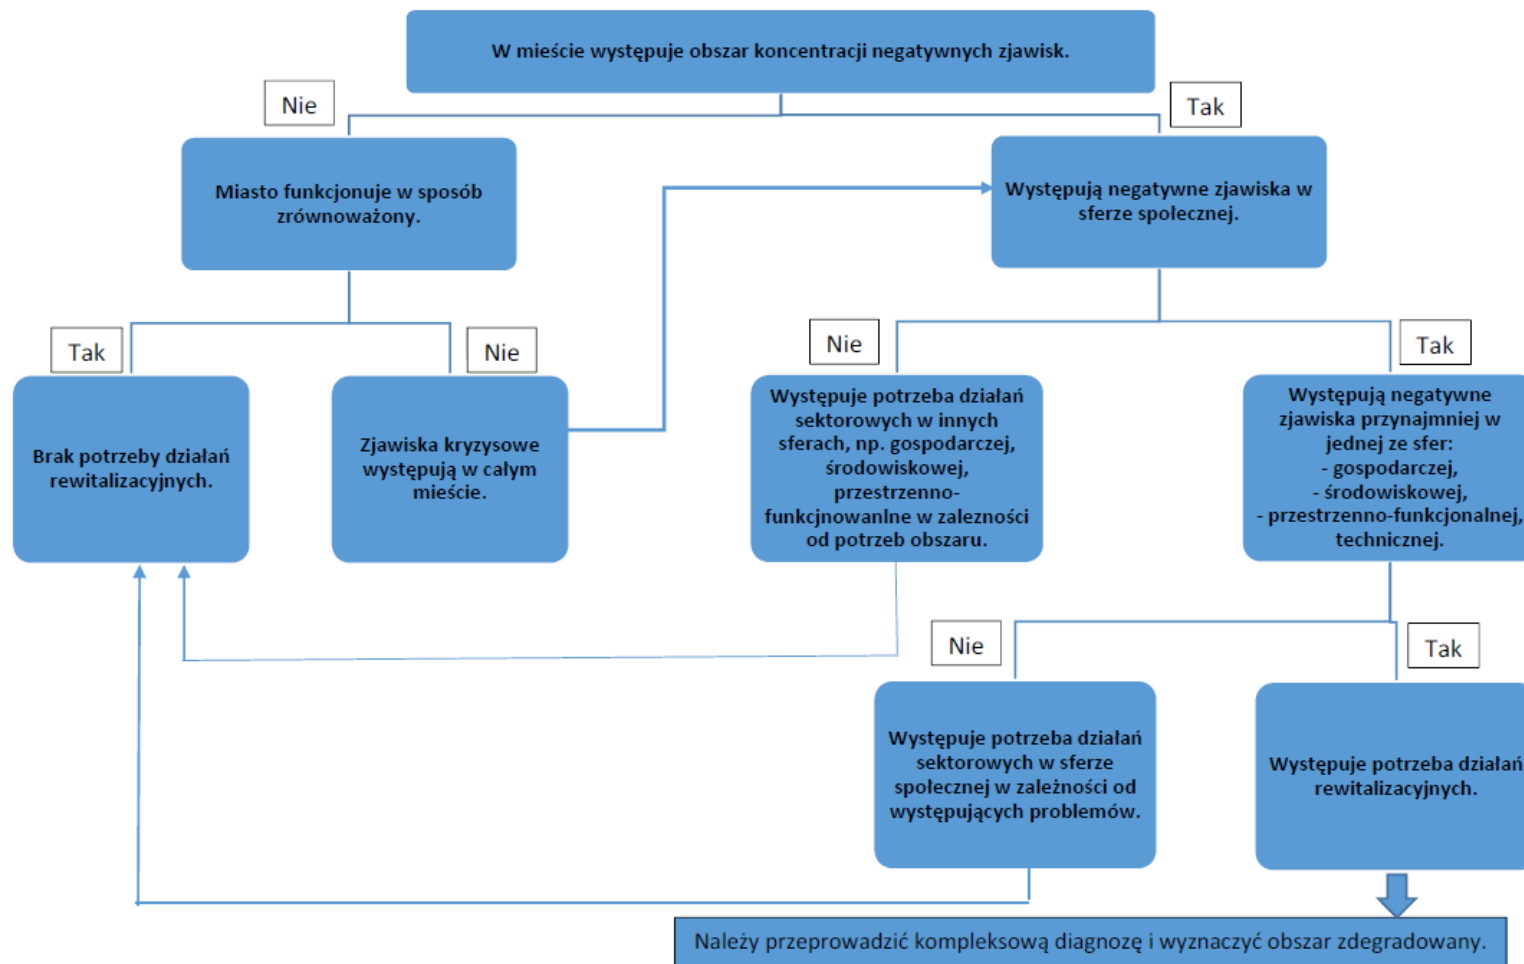 W mieście występuje obszar koncentracji negatywnych zjawisk.
Nie
Tak
Miasto funkcjonuje w sposób
zrównoważony.
Występują negatywne zjawiska w
sferze społecznej.
Tak
Nie
Nie
Tak
Brak potrzeby działań
rewitalizacyjnych.
Zjawiska kryzysowe
występują w całym
mieście.
Występuje potrzeba działań
sektorowych w innych
sferach, np. gospodarczej,
środowiskowej,
przestrzenno-
funkcjnowanlne w zalezności
od potrzeb obszaru.
Występują negatywne
zjawiska przynajmniej w
jednej ze sfer:
- gospodarczej,
- środowiskowej,
- przestrzenno-funkcjonalnej,
technicznej.
Nie
Tak
Występuje potrzeba działań
sektorowych w sferze
społecznej w zależności od
występujących problemów.
Występuje potrzeba działań
rewitalizacyjnych.
Należy przeprowadzić kompleksową diagnozę i wyznaczyć obszar zdegradowany.